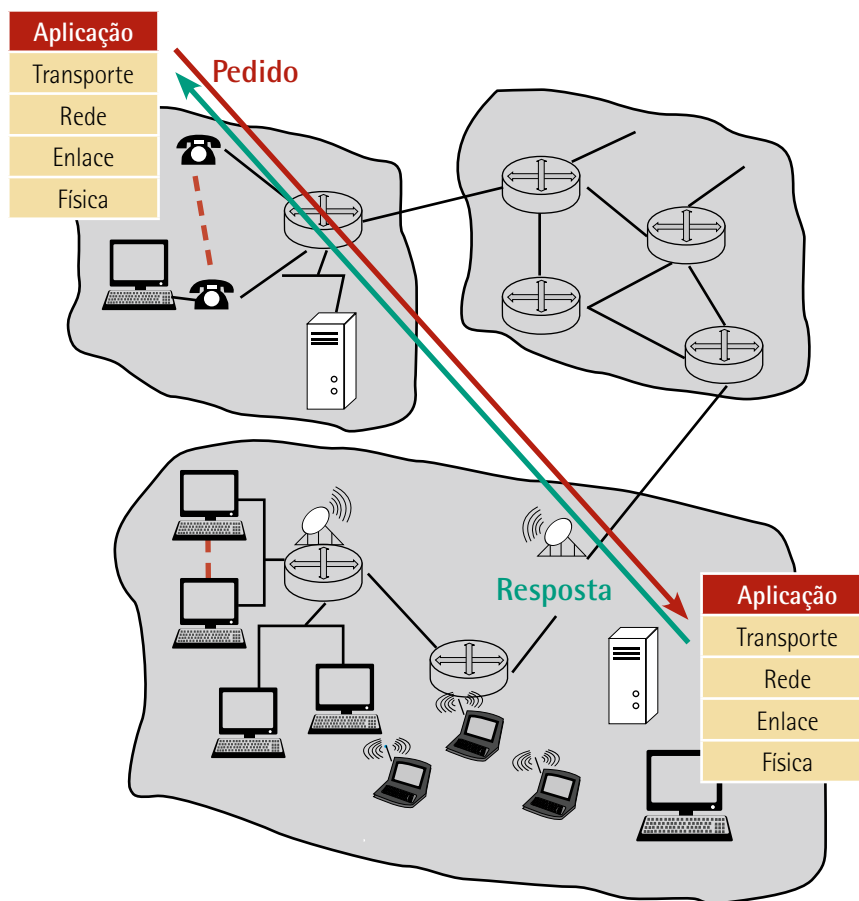 Aplicação
Transporte
Rede
Enlace
Física
Pedido
Resposta
Aplicação
Transporte
Rede
Enlace
Física